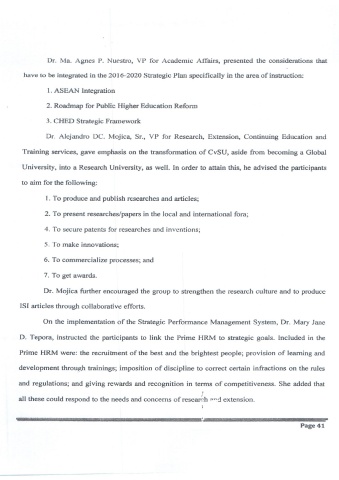 Dr. Ma. Agnes P. Nuestro, VP for Academic Affairs, presented the considerations that
have to be integrated in the 2016-2020 Strategic Plan specifically in the area of instruction:
1. ASEAN Integration
2. Roadmap for Public Higher Education Reform
3. CHED Strategic Framework
Dr. Alejandro DC. Mojica, Sr., VP for Research, Extension, Continuing Education and
Training services, gave emphasis on the transformation of CvSU, aside from becoming a Global
University, into a Research University, as well. In order to attain this, he advised the participants
to aim for the following:
1. To produce and publish researches and articles;
2. To present researches/papers in the local and international fora;
4. To secure patents for researches and inventions;
5. To make innovations;
6. To commercialize processes; and
7. To get awards.
Dr. Mojica further encouraged the group to strengthen the research culture and to produce
ISI articles through collaborative efforts.
On the implementation of the Strategic Performance Management System, Dr. Mary Jane
D. Tepora, instructed the participants to link the Prime HRM to strategic goals. Included in the
Prime HRM were: the recruitment of the best and the brightest people; provision of learning and
development through trainings; imposition of discipline to correct certain infractions on the rules
and regulations; and giving rewards and recognition in terms of competitiveness. She added that
all these could respond to the needs and concerns of research and extension.
Page 41